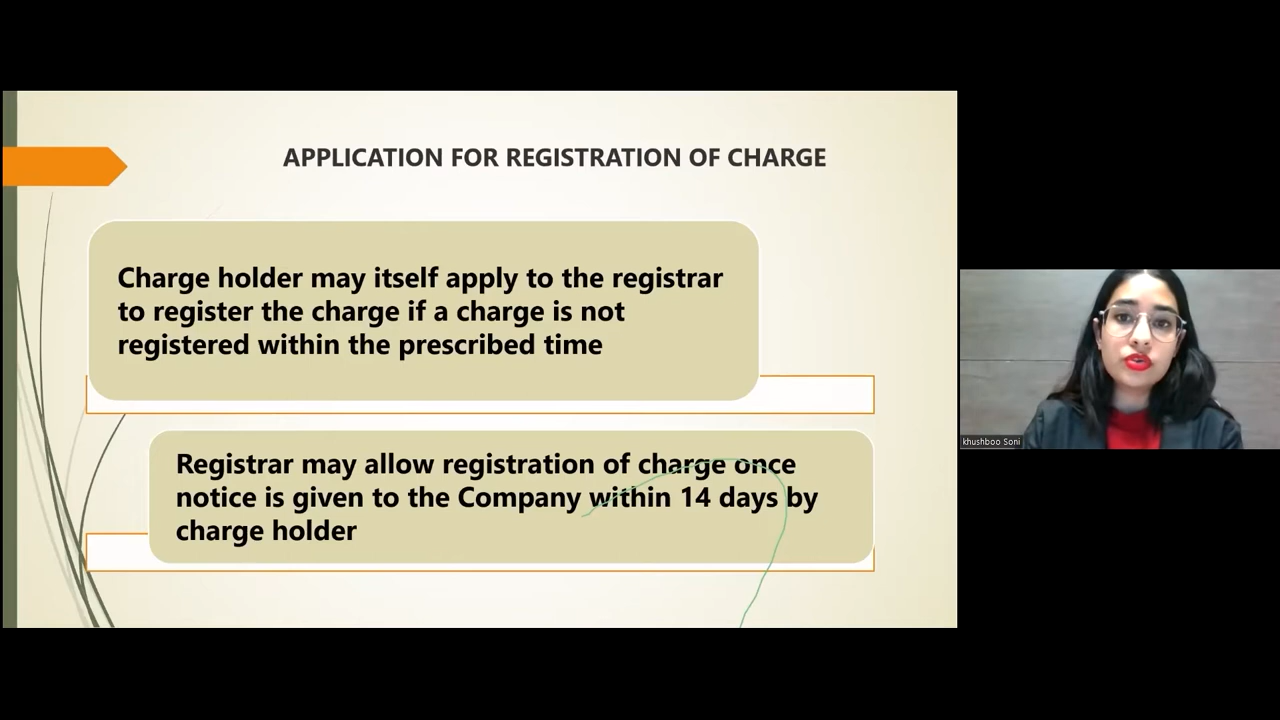 APPLICATION FOR REGISTRATION OF CHARGE
Charge holder may itself apply to the registrar
to register the charge if a charge is not
registered within the prescribed time
Registrar may allow registration of charge once
notice is given to the Company within 14 days by
charge holder
khushboo Soni